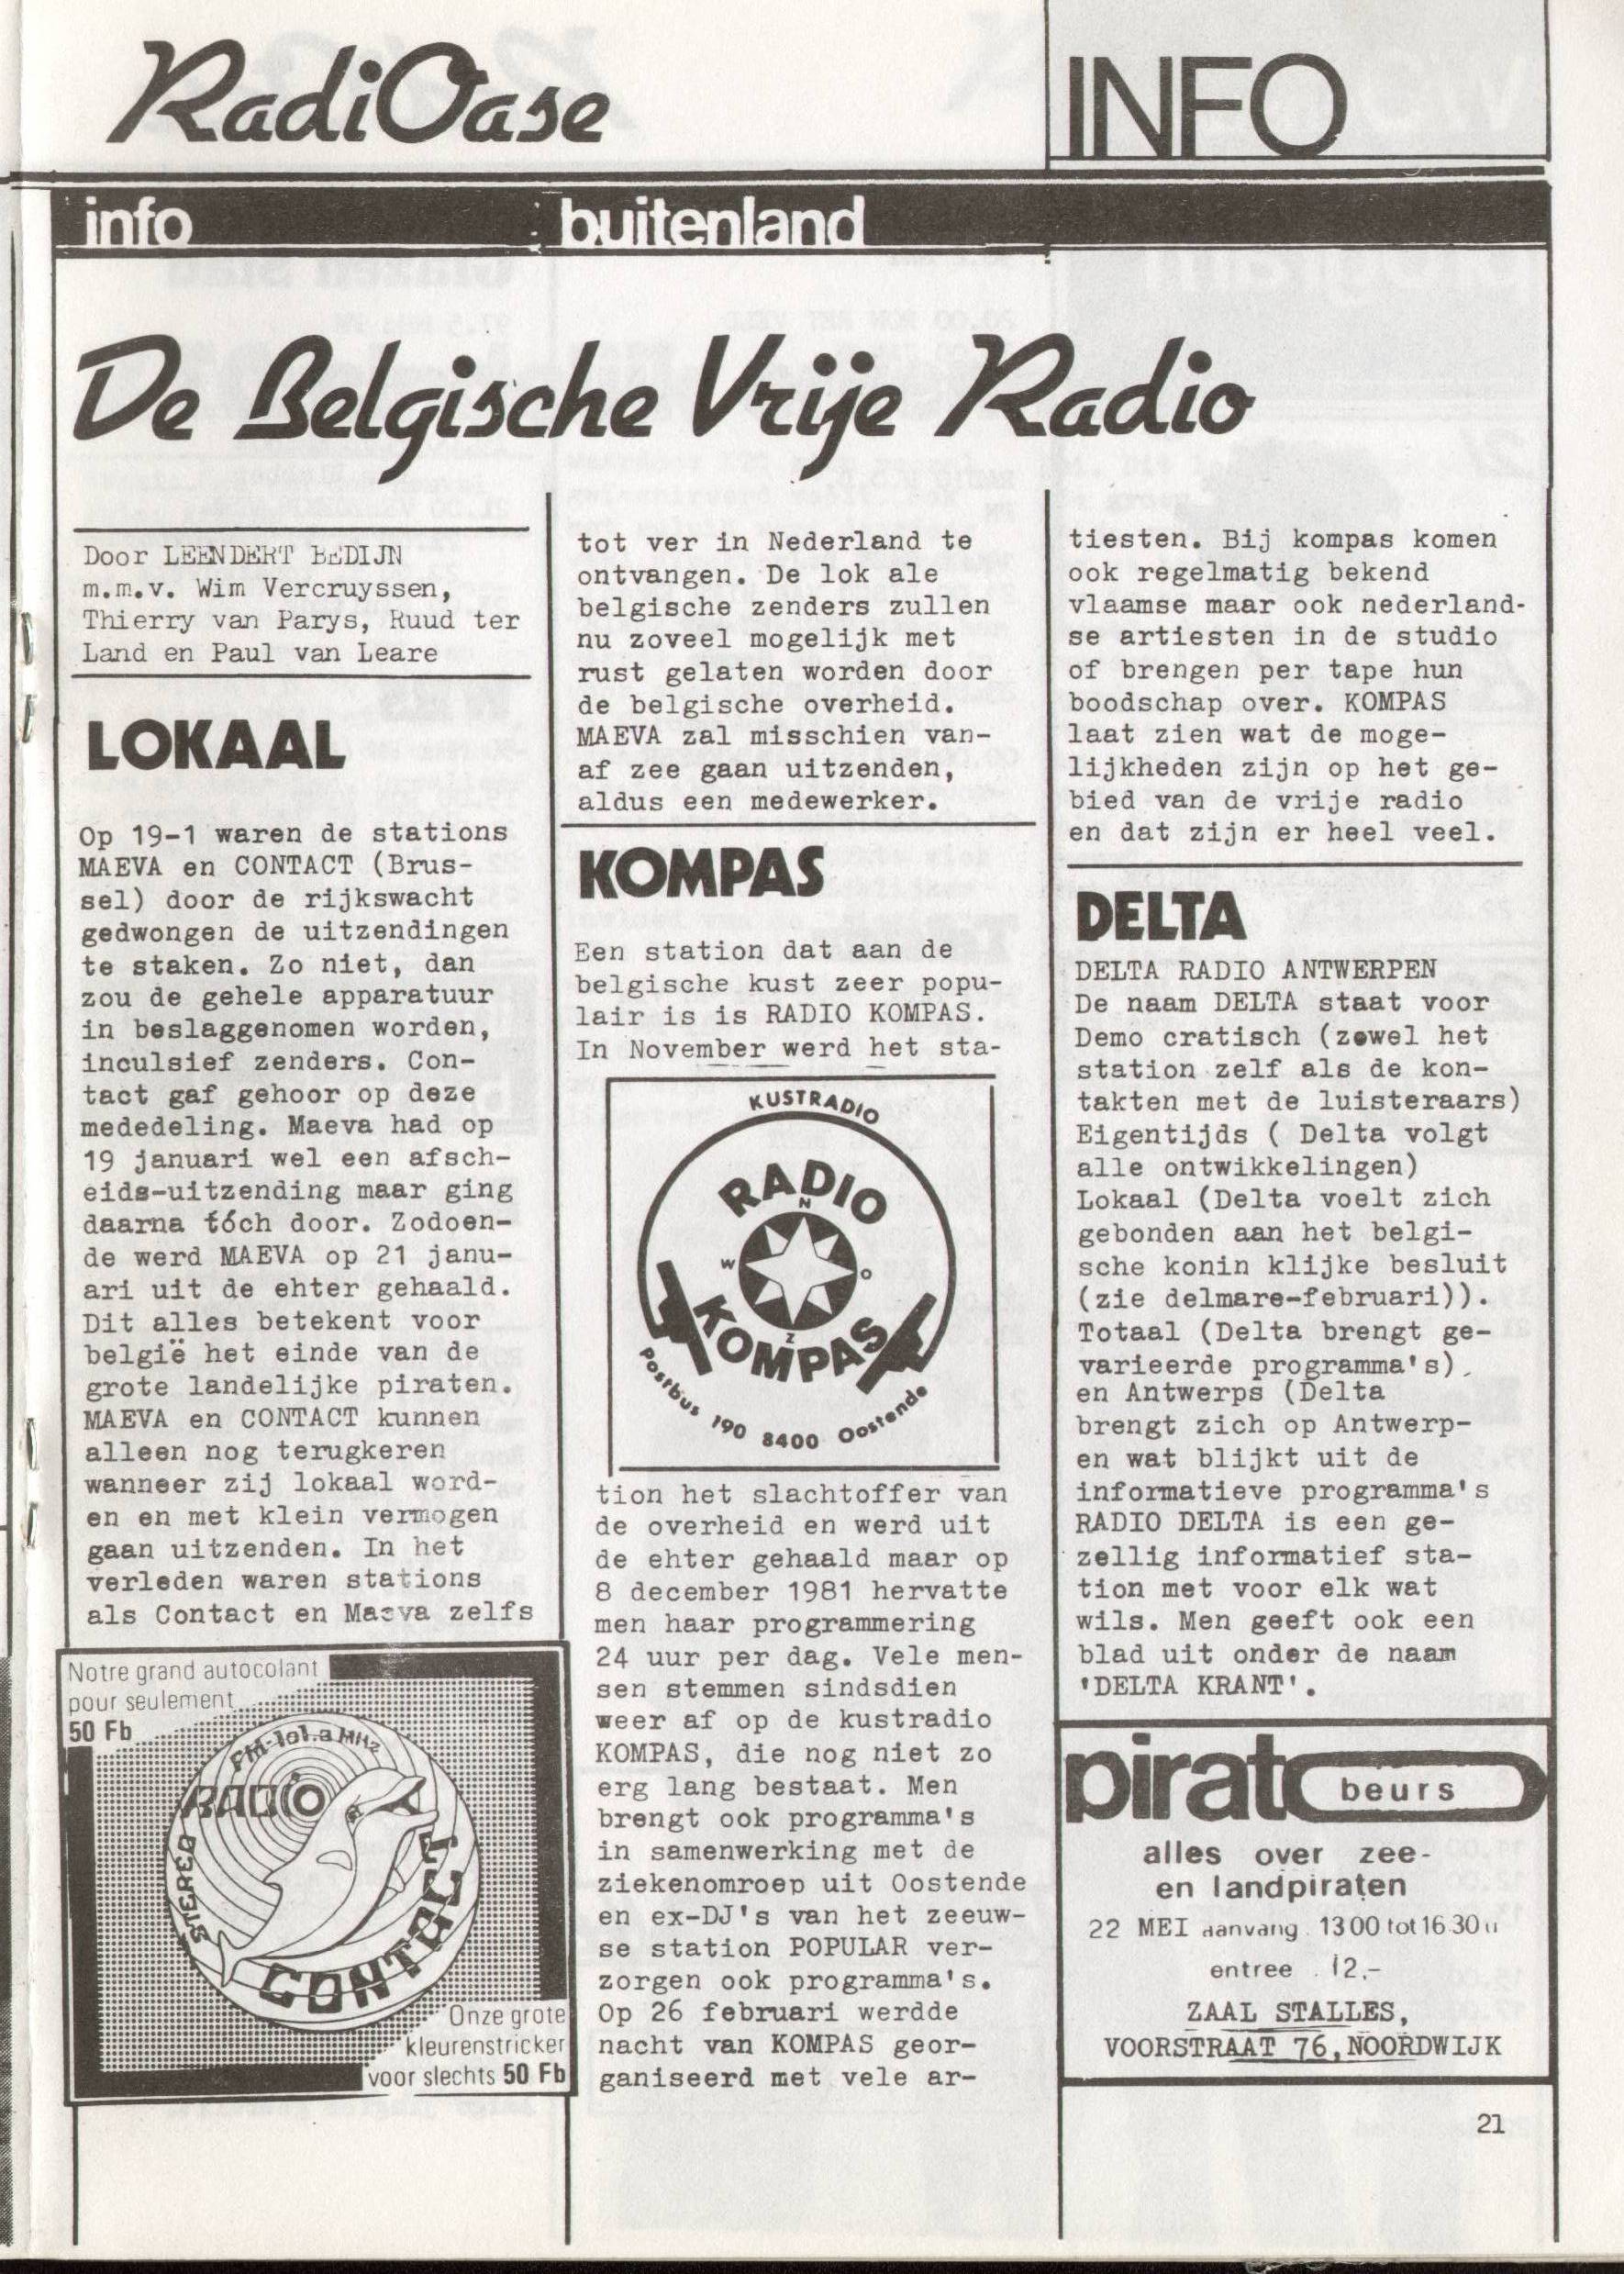 RadiOase
INFO
info
buitenland
De Belgische Vrije Radio
Door LEENDERT BEDIJN
m.m.v. Wim Vercruyssen,
Thierry van Parys, Ruud ter
Land en Paul van Leare
LOKAAL
Op 19-1 waren de stations
MAEVA en CONTACT (Brus-
sel) door de rijkswacht
gedwongen de uitzendingen
te staken. Zo niet, dan
zou de gehele apparatuur
in beslaggenomen worden,
inculsief zenders. Con-
tact gaf gehoor op deze
mededeling. Maeva had op
19 januari wel een afsch-
eids-uitzending maar ging
daarna tóch door. Zodoen-
de werd MAEVA op 21 janu-
ari uit de ehter gehaald.
Dit alles betekent voor
belgië het einde van de
grote landelijke piraten.
MAEVA en CONTACT kunnen
alleen nog terugkeren
wanneer zij lokaal word-
en en met klein vermogen
gaan uitzenden. In het
verleden waren stations
als Contact en Maeva zelfs
Notre grand autocolant
pour seulement
50 Fb
FM-101.a MHz
RADIO
STEREO
CONTACT
Onze grote
kleurenstricker
voor slechts 50 Fb
tot ver in Nederland te
ontvangen. De lok ale
belgische zenders zullen
nu zoveel mogelijk met
rust gelaten worden door
de belgische overheid.
MAEVA zal misschien van-
af zee gaan uitzenden,
aldus een medewerker.
KOMPAS
Een station dat aan de
belgische kust zeer popu-
lair is is RADIO KOMPAS.
In November werd het sta-
KUSTRADIO
RADIO
N
W O
Z
KOMPAS
Postbus 190 8400 Oostende
tion het slachtoffer van
de overheid en werd uit
de ehter gehaald maar op
8 december 1981 hervatte
men haar programmering
24 uur per dag. Vele men-
sen stemmen sindsdien
weer af op de kustradio
KOMPAS, die nog niet zo
erg lang bestaat. Men
brengt ook programma's
in samenwerking met de
ziekenomroep uit Oostende
en ex-DJ's van het zeeuw-
se station POPULAR ver-
zorgen ook programma's.
Op 26 februari werdde
nacht van KOMPAS geor-
ganiseerd met vele ar-
tiesten. Bij kompas komen
ook regelmatig bekend
vlaamse maar ook nederland-
se artiesten in de studio
of brengen per tape hun
boodschap over. KOMPAS
laat zien wat de moge-
lijkheden zijn op het ge-
bied van de vrije radio
en dat zijn er heel veel.
DELTA
DELTA RADIO ANTWERPEN
De naam DELTA staat voor
Demo cratisch (zowel het
station zelf als de kon-
takten met de luisteraars)
Eigentijds ( Delta volgt
alle ontwikkelingen)
Lokaal (Delta voelt zich
gebonden aan het belgi-
sche konin klijke besluit
(zie delmare-februari)).
Totaal (Delta brengt ge-
varieerde programma's),
en Antwerps (Delta
brengt zich op Antwerp-
en wat blijkt uit de
informatieve programma's
RADIO DELTA is een ge-
zellig informatief sta-
tion met voor elk wat
wils. Men geeft ook een
blad uit onder de naam
'DELTA KRANT'.
piraten
beurs
alles over zee-
en landpiraten
22 MEI aanvang 13 00 tot 16 30 u
entree . 12,-
ZAAL STALLES,
VOORSTRAAT 76, NOORDWIJK
21